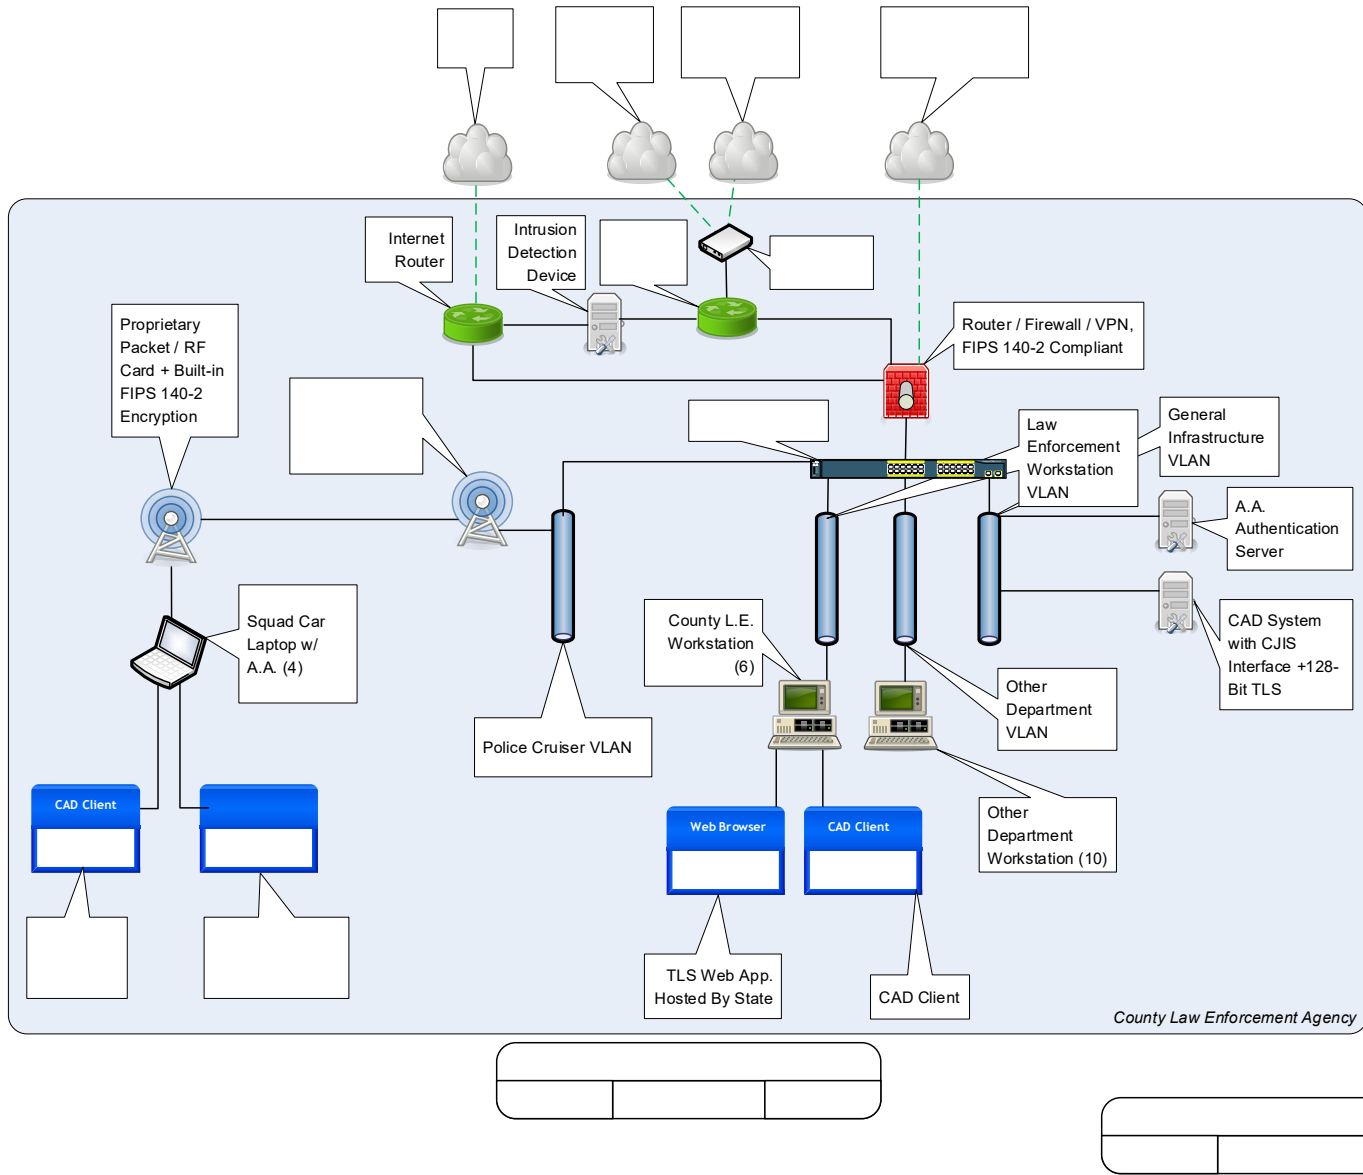 Internet
Router
Intrusion
Detection
Device
Proprietary
Packet / RF
Card + Built-in
FIPS 140-2
Encryption
Router / Firewall / VPN,
FIPS 140-2 Compliant
Law
Enforcement
Workstation
VLAN
General
Infrastructure
VLAN
A.A.
Authentication
Server
Squad Car
Laptop w/
A.A. (4)
County L.E.
Workstation
(6)
CAD System
with CJIS
Interface +128-
Bit TLS
Other
Department
VLAN
Police Cruiser VLAN
CAD Client
Web Browser
CAD Client
Other
Department
Workstation (10)
TLS Web App.
Hosted By State
CAD Client
County Law Enforcement Agency